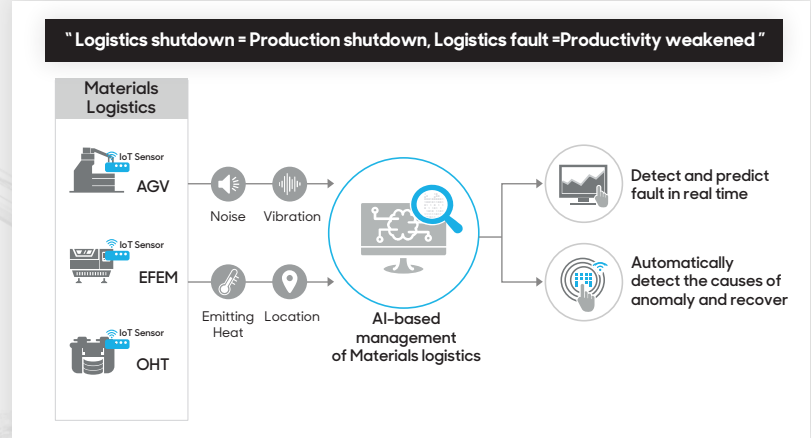 “ Logistics shutdown = Production shutdown, Logistics fault =Productivity weakened ”
Materials
Logistics
IoT Sensor
AGV
IoT Sensor
EFEM
IoT Sensor
OHT
Noise
Vibration
Emitting
Heat
Location
AI-based
management
of Materials logistics
Detect and predict
fault in real time
Automatically
detect the causes of
anomaly and recover